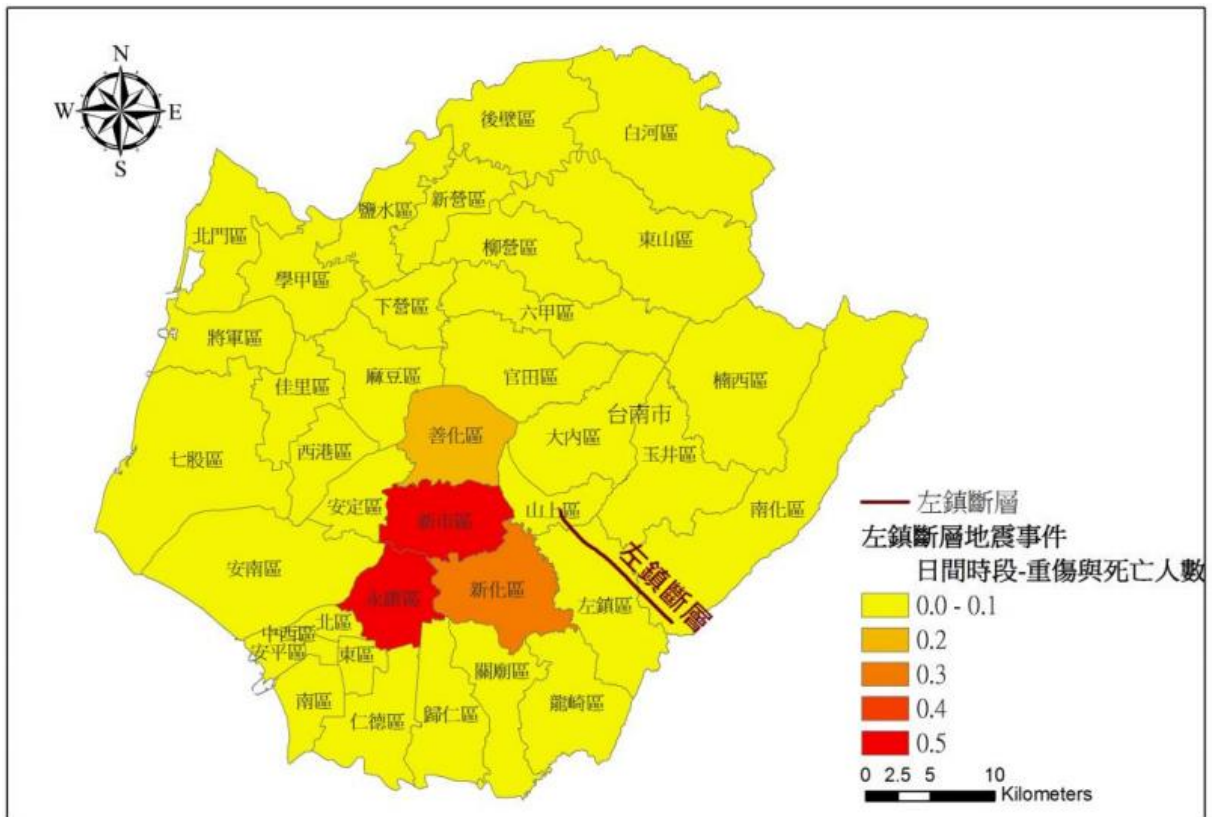 N
W E
S
後壁區
白河區
新營區
鹽水區
北門區
柳營區
東山區
學甲區
下營區
六甲區
將軍區
麻豆區
官田區
楠西區
佳里區
台南市
善化區
大內區
西港區
玉井區
七股區
安定區
山上區
南化區
新市區
安南區
永康區
新化區
左鎮區
左鎮斷層
北區
中西區
安平區
東區
關廟區
南區
仁德區
歸仁區
龍崎區
左鎮斷層
左鎮斷層地震事件
日間時段-重傷與死亡人數
0.0 - 0.1
0.2
0.3
0.4
0.5
0 2.5 5 10
Kilometers